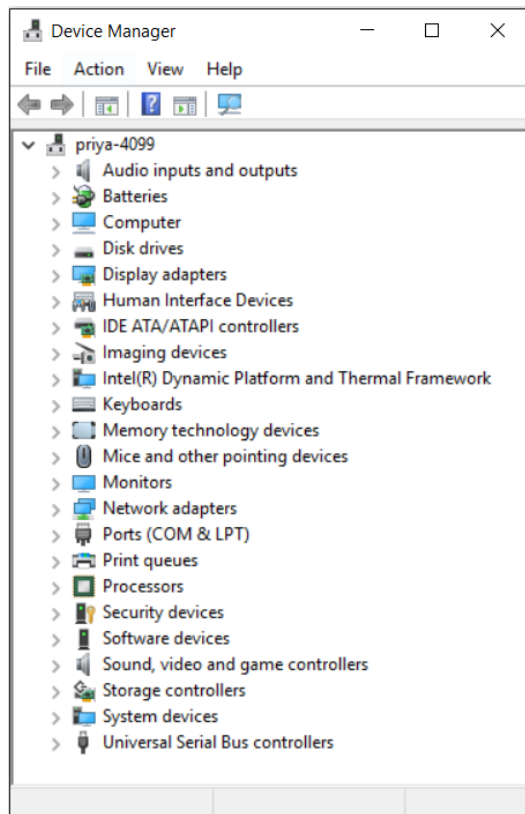 Device Manager
File Action View Help
priya-4099
Audio inputs and outputs
Batteries
Computer
Disk drives
Display adapters
Human Interface Devices
IDE ATA/ATAPI controllers
Imaging devices
Intel(R) Dynamic Platform and Thermal Framework
Keyboards
Memory technology devices
Mice and other pointing devices
Monitors
Network adapters
Ports (COM & LPT)
Print queues
Processors
Security devices
Software devices
Sound, video and game controllers
Storage controllers
System devices
Universal Serial Bus controllers